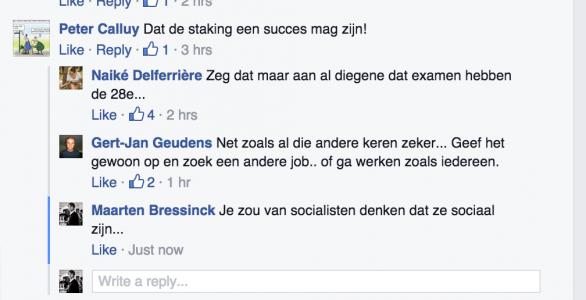 Like · Reply · 1 · 2 hrs
Peter Calluy Dat de staking een succes mag zijn!
Like · Reply · 1 · 3 hrs
Naiké Delferrière Zeg dat maar aan al diegene dat examen hebben
de 28e...
Like · 4 · 2 hrs
Gert-Jan Geudens Net zoals al die andere keren zeker... Geef het
gewoon op en zoek een andere job.. of ga werken zoals iedereen.
Like · 2 · 1 hr
Maarten Bressinck Je zou van socialisten denken dat ze sociaal
zijn...
Like · Just now
Write a reply...